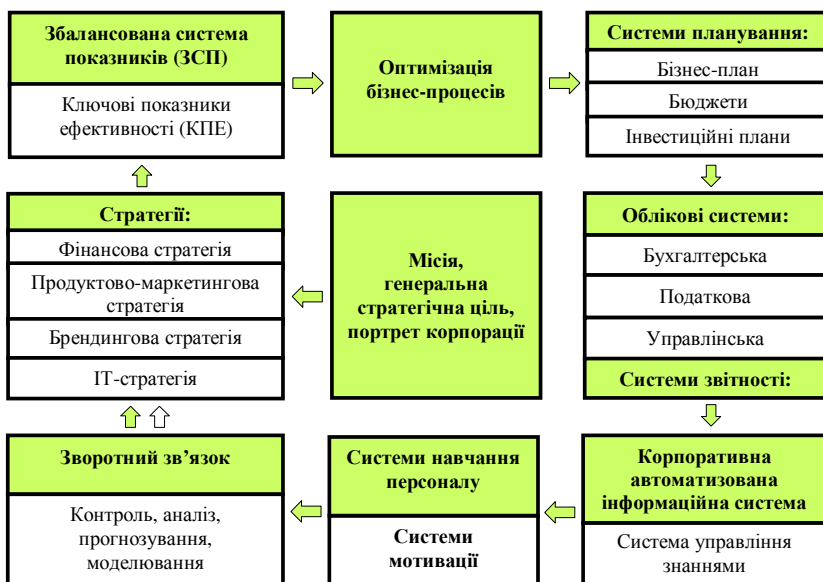 Збалансована система
показників (ЗСП)
Ключові показники
ефективності (КПЕ)
Оптимізація
бізнес-процесів
Системи планування:
Бізнес-план
Бюджети
Інвестиційні плани
Стратегії:
Фінансова стратегія
Продуктово-маркетингова
стратегія
Брендингова стратегія
ІТ-стратегія
Місія,
генеральна
стратегічна ціль,
портрет корпорації
Облікові системи:
Бухгалтерська
Податкова
Управлінська
Системи звітності:
Зворотний зв’язок
Контроль, аналіз,
прогнозування,
моделювання
Системи навчання
персоналу
Системи
мотивації
Корпоративна
автоматизована
інформаційна система
Система управління
знаннями